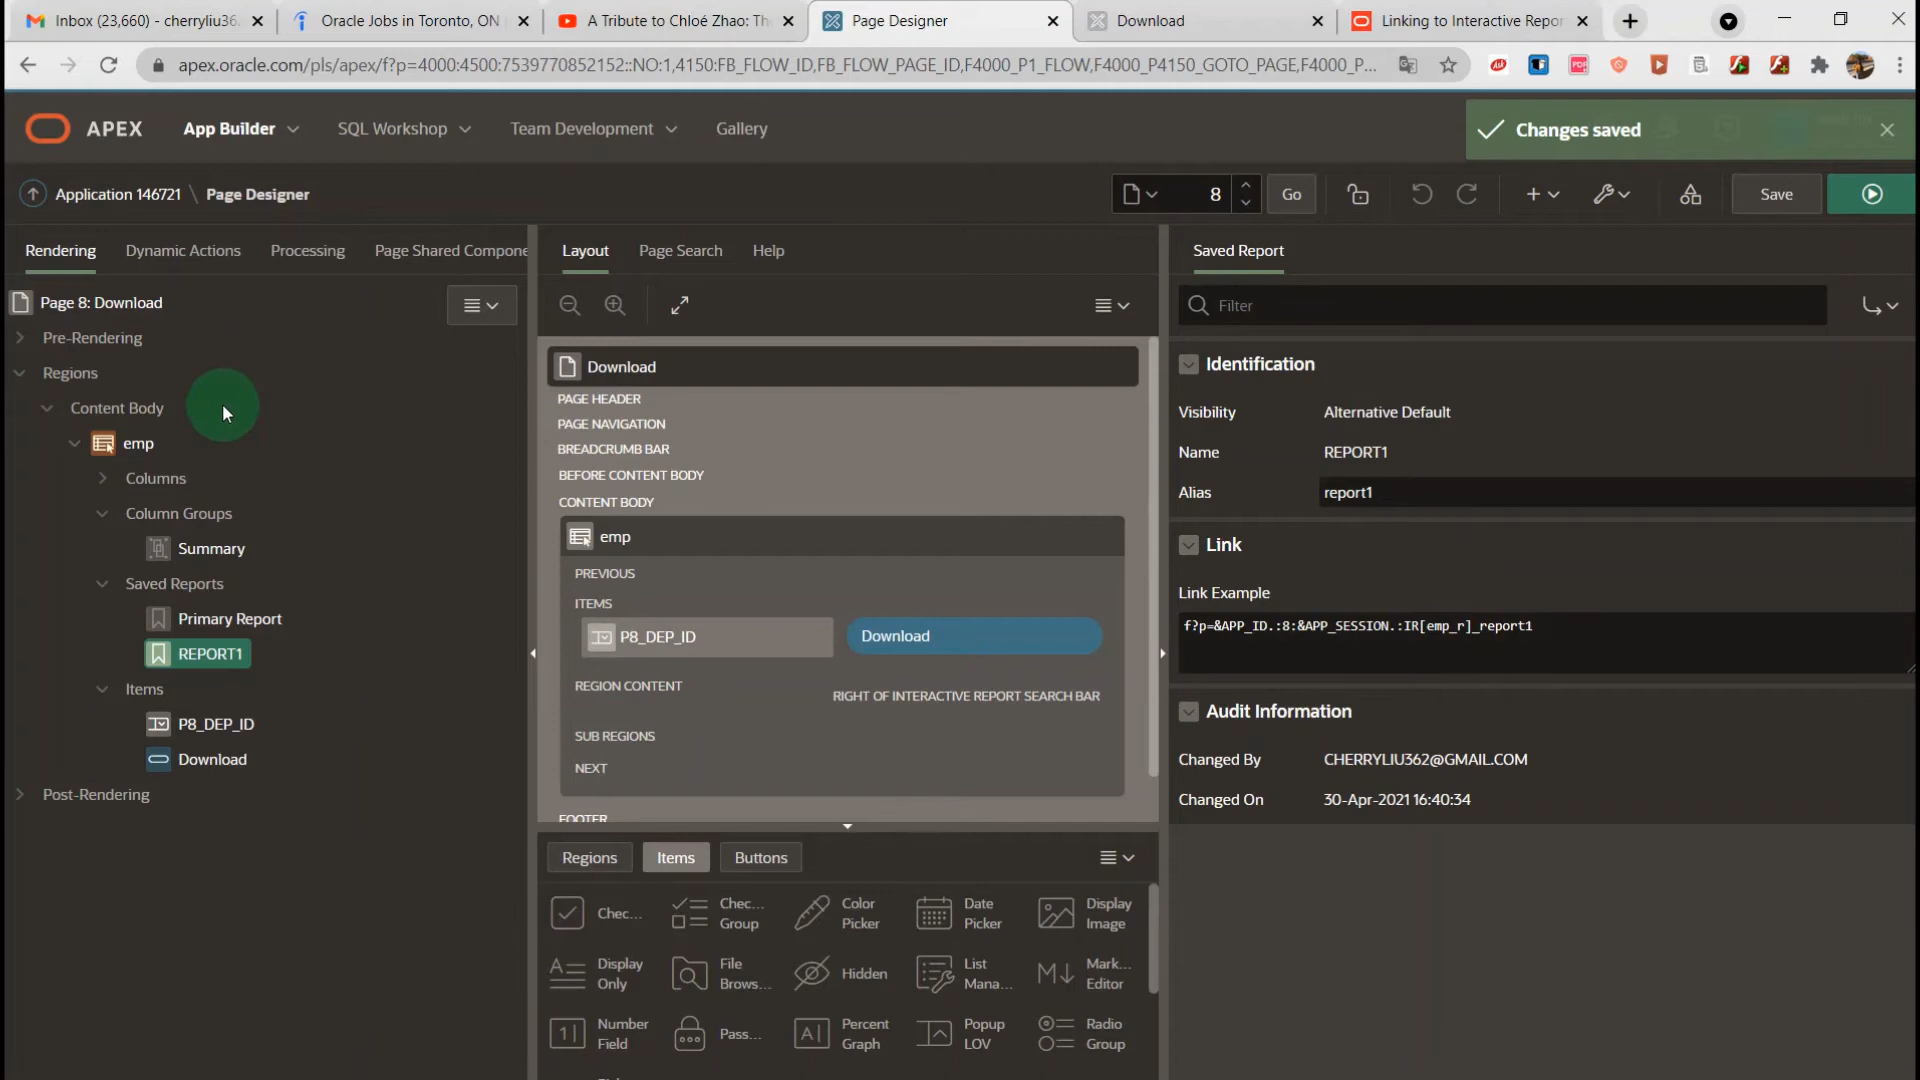 Inbox (23,660) - cherryliu36
Oracle Jobs in Toronto, ON
A Tribute to Chloé Zhao: The
Page Designer
Download
Linking to Interactive Repor
apex.oracle.com/pls/apex/f?p=4000:4500:7539770852152::NO:1,4150:FB_FLOW_ID,FB_FLOW_PAGE_ID,F4000_P1_FLOW,F4000_P4150_GOTO_PAGE,F4000_P...
APEX
App Builder
SQL Workshop
Team Development
Gallery
Changes saved
Application 146721 \ Page Designer
8
Go
Save
Rendering
Dynamic Actions
Processing
Page Shared Compone
Layout
Page Search
Help
Saved Report
Page 8: Download
Filter
Pre-Rendering
Regions
Content Body
emp
Columns
Column Groups
Summary
Saved Reports
Primary Report
REPORT1
Items
P8_DEP_ID
Download
Post-Rendering
Download
PAGE HEADER
PAGE NAVIGATION
BREADCRUMB BAR
BEFORE CONTENT BODY
CONTENT BODY
emp
PREVIOUS
ITEMS
P8_DEP_ID
Download
REGION CONTENT
RIGHT OF INTERACTIVE REPORT SEARCH BAR
SUB REGIONS
NEXT
FOOTER
Regions
Items
Buttons
Chec...
Chec...
Group
Color
Picker
Date
Picker
Display
Image
Display
Only
File
Brows...
Hidden
List
Mana...
Mark...
Editor
Number
Field
Pass...
Percent
Graph
Popup
LOV
Radio
Group
Identification
Visibility
Alternative Default
Name
REPORT1
Alias
report1
Link
Link Example
f?p=&APP_ID.:8:&APP_SESSION.:IR[emp_r]_report1
Audit Information
Changed By
CHERRYLIU362@GMAIL.COM
Changed On
30-Apr-2021 16:40:34